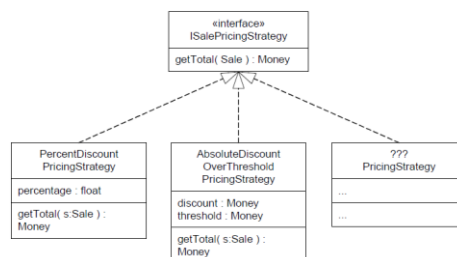 «interface»
ISalePricingStrategy
getTotal( Sale ) : Money
PercentDiscount
PricingStrategy
percentage : float
getTotal( s:Sale ) :
Money
AbsoluteDiscount
OverThreshold
PricingStrategy
discount : Money
threshold : Money
getTotal( s:Sale ) :
Money
???
PricingStrategy
...
...